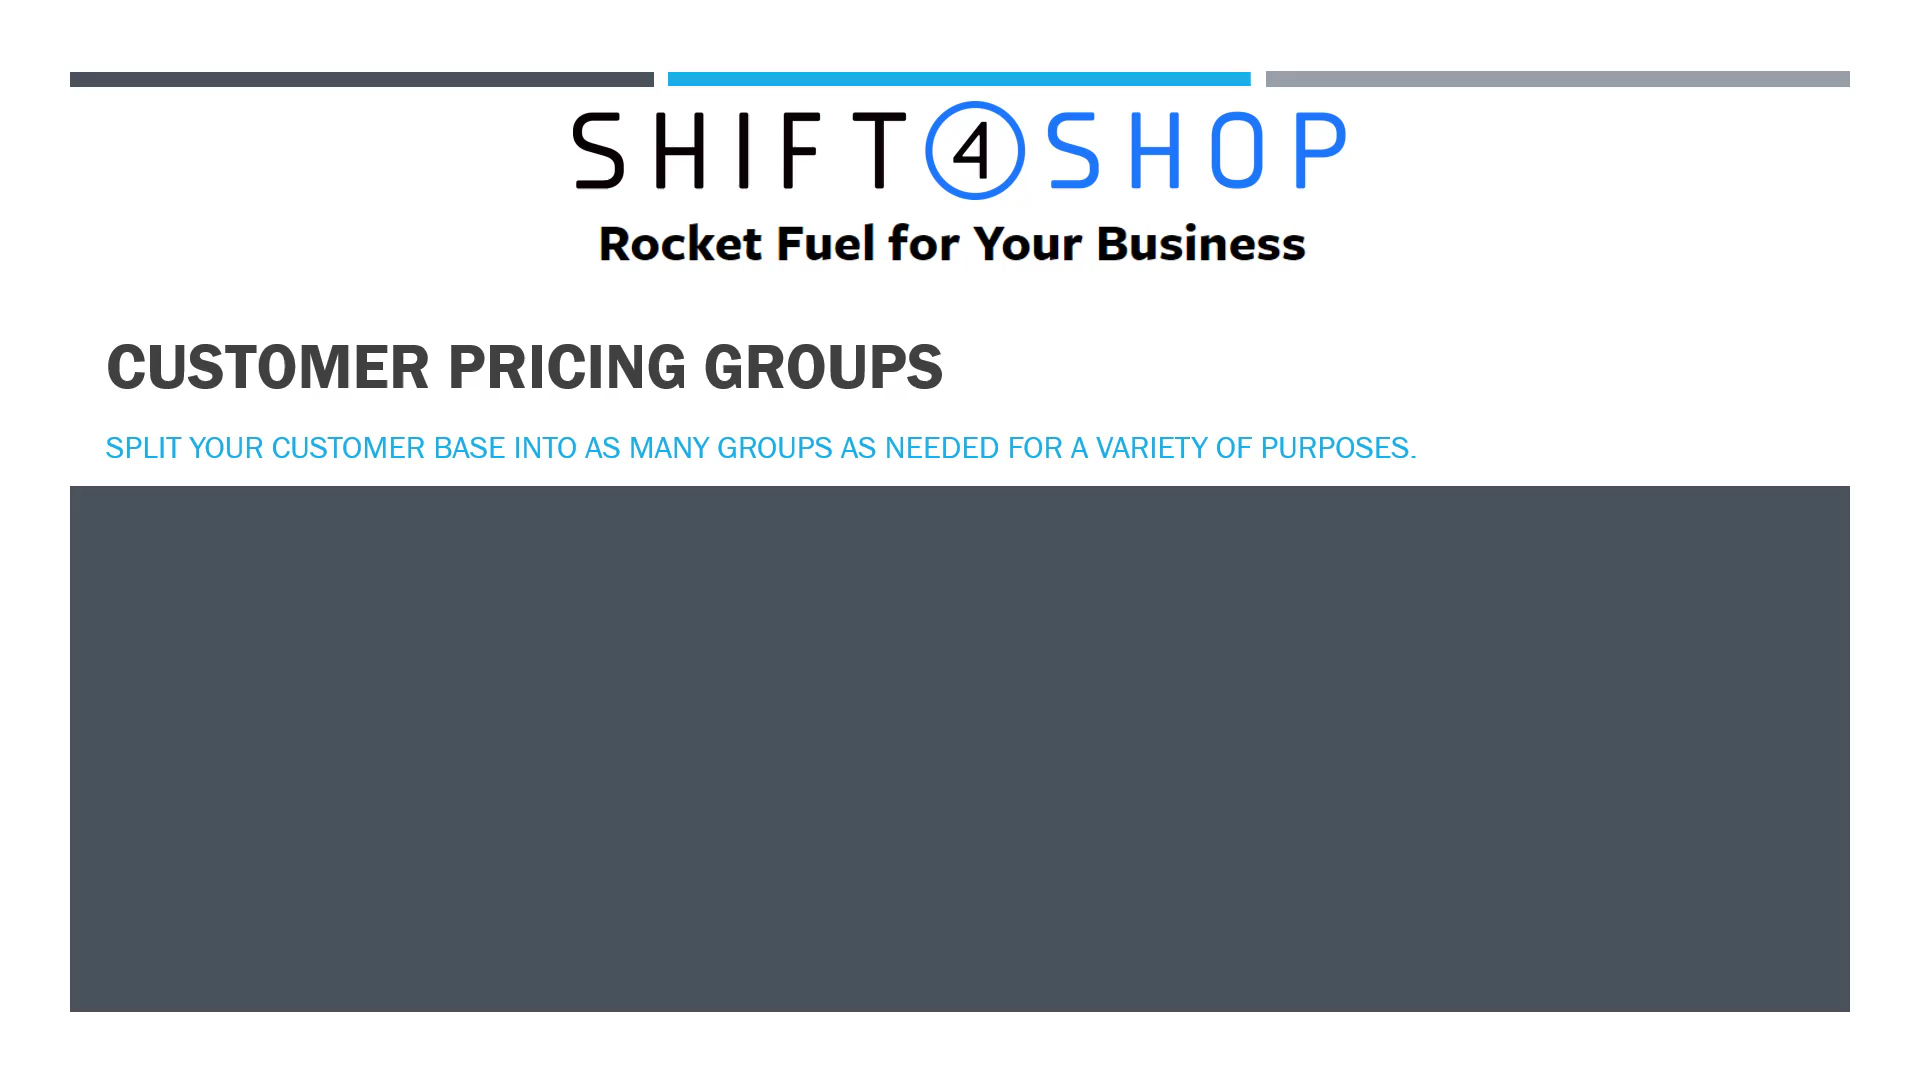 SHIFT4SHOP
Rocket Fuel for Your Business
CUSTOMER PRICING GROUPS
SPLIT YOUR CUSTOMER BASE INTO AS MANY GROUPS AS NEEDED FOR A VARIETY OF PURPOSES.